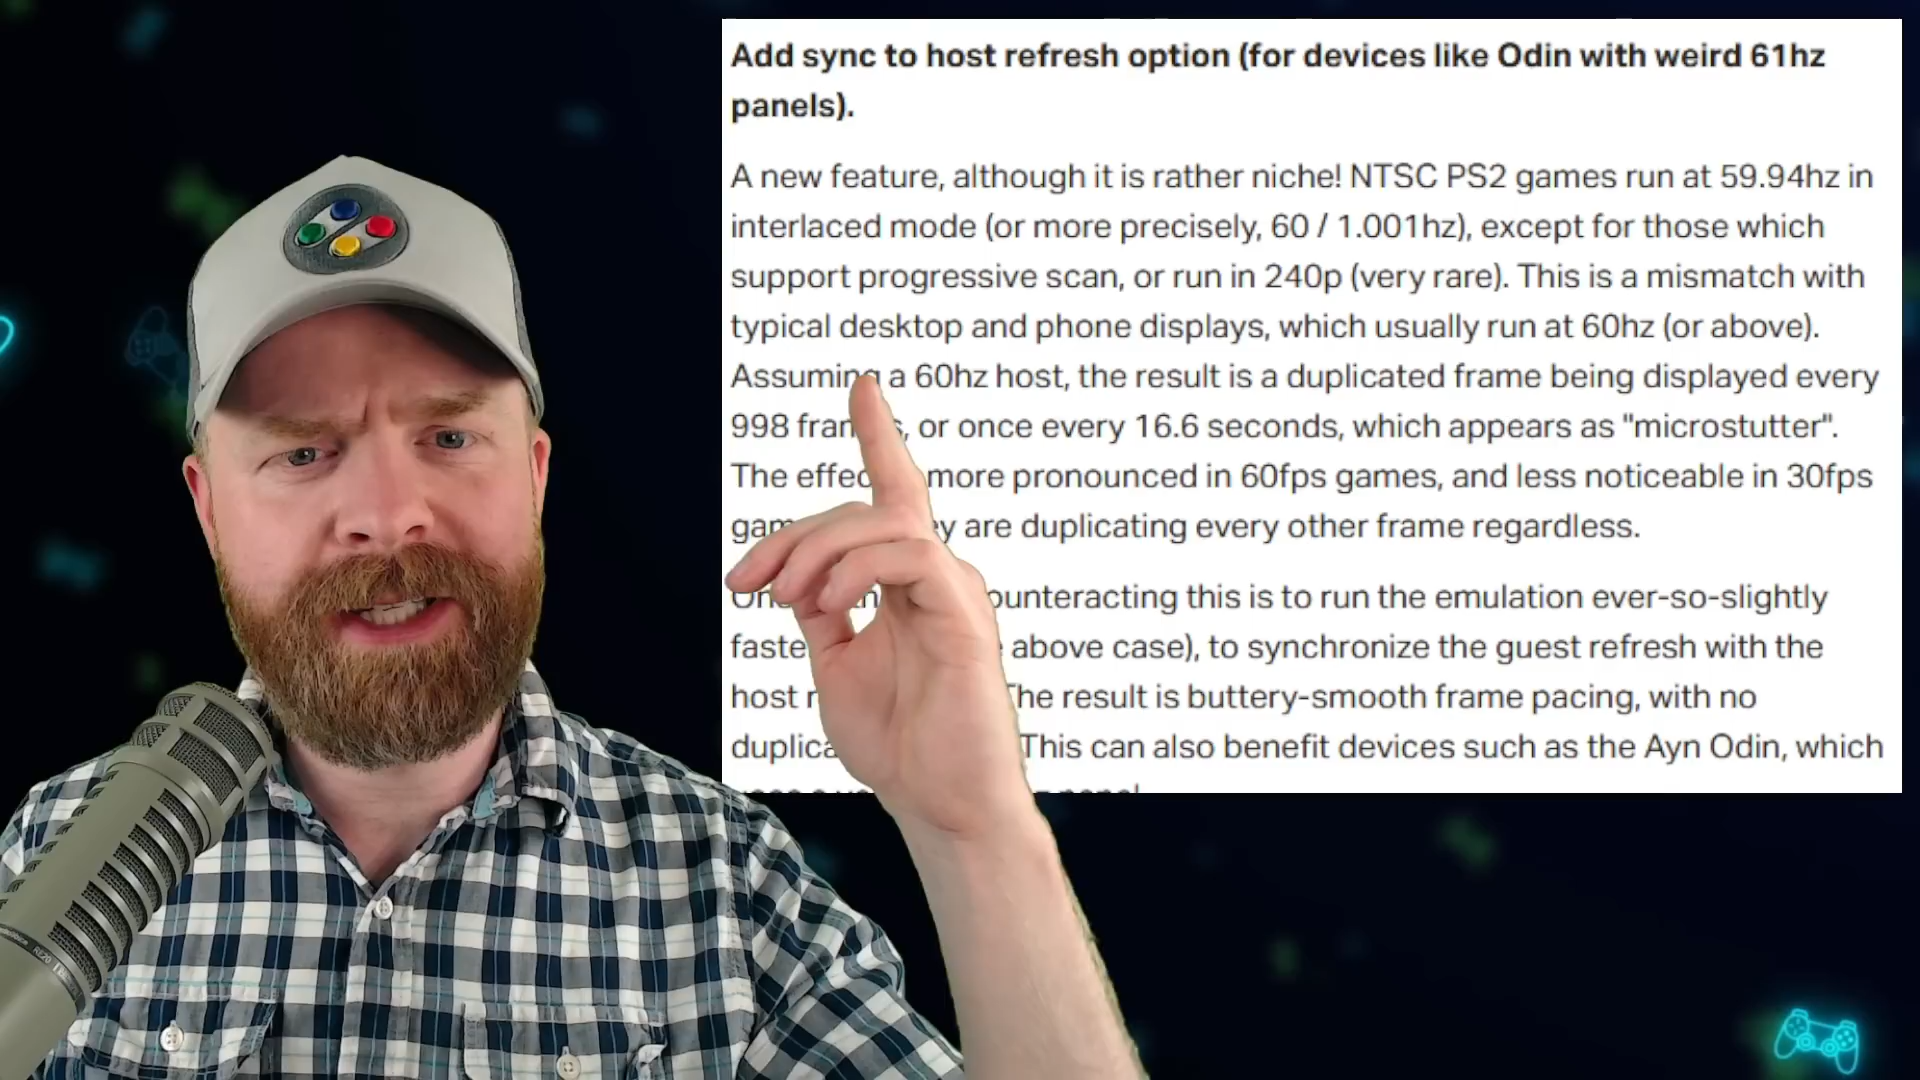 Add sync to host refresh option (for devices like Odin with weird 61hz
panels).
A new feature, although it is rather niche! NTSC PS2 games run at 59.94hz in
interlaced mode (or more precisely, 60 / 1.001hz), except for those which
support progressive scan, or run in 240p (very rare). This is a mismatch with
typical desktop and phone displays, which usually run at 60hz (or above).
Assuming a 60hz host, the result is a duplicated frame being displayed every
998 frames, or once every 16.6 seconds, which appears as "microstutter".
The effec more pronounced in 60fps games, and less noticeable in 30fps
gam ey are duplicating every other frame regardless.
ounteracting this is to run the emulation ever-so-slightly
faste above case), to synchronize the guest refresh with the
host r The result is buttery-smooth frame pacing, with no
duplica This can also benefit devices such as the Ayn Odin, which
RE20